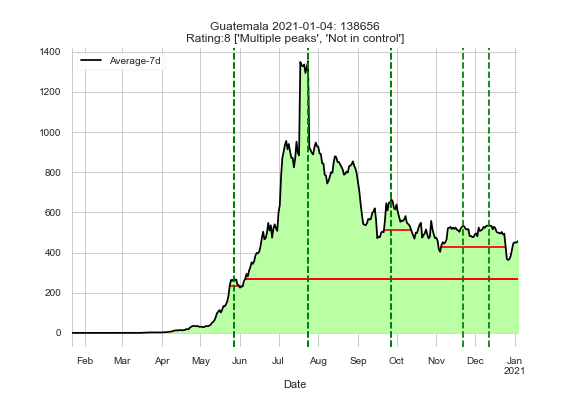 Guatemala 2021-01-04: 138656
Rating:8 ['Multiple peaks', 'Not in control']
Average-7d
1400
1200
1000
800
600
400
200
0
Feb Mar Apr May Jun Jul Aug Sep Oct Nov Dec Jan
2021
Date